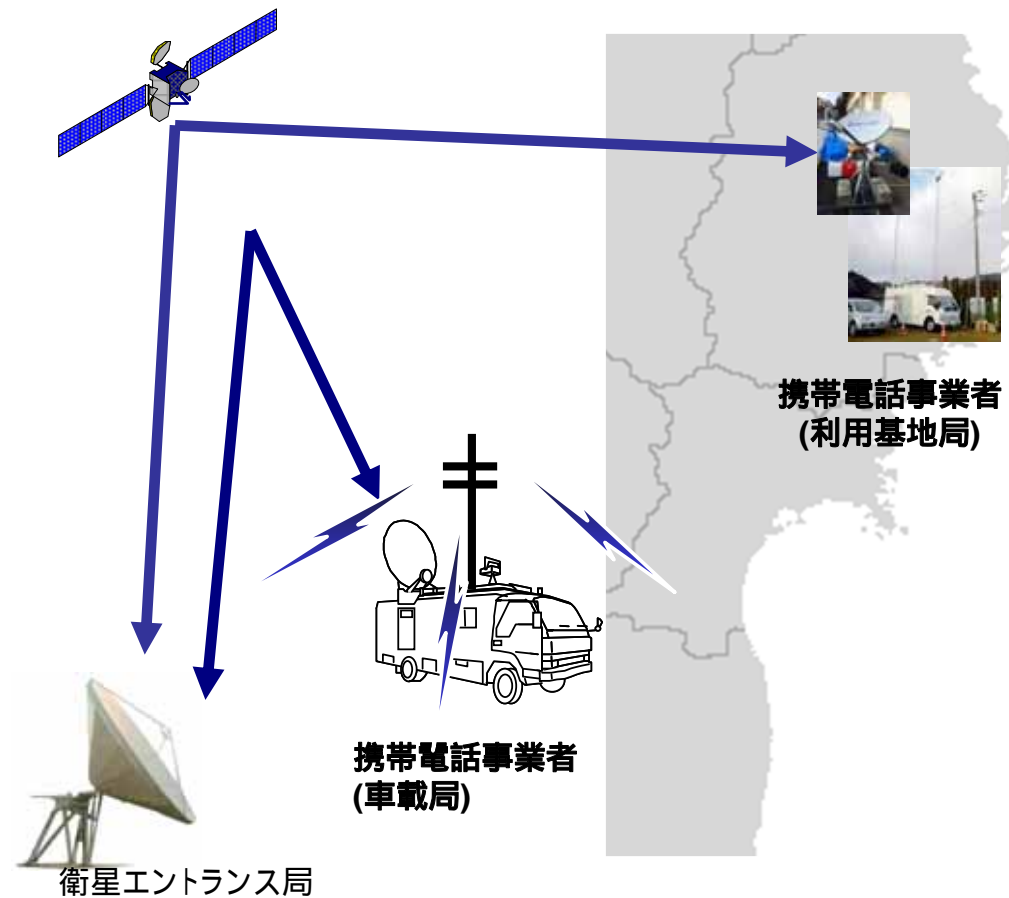 携帯電話事業者
(利用基地局)
携帯電話事業者
(車載局)
衛星エントランス局